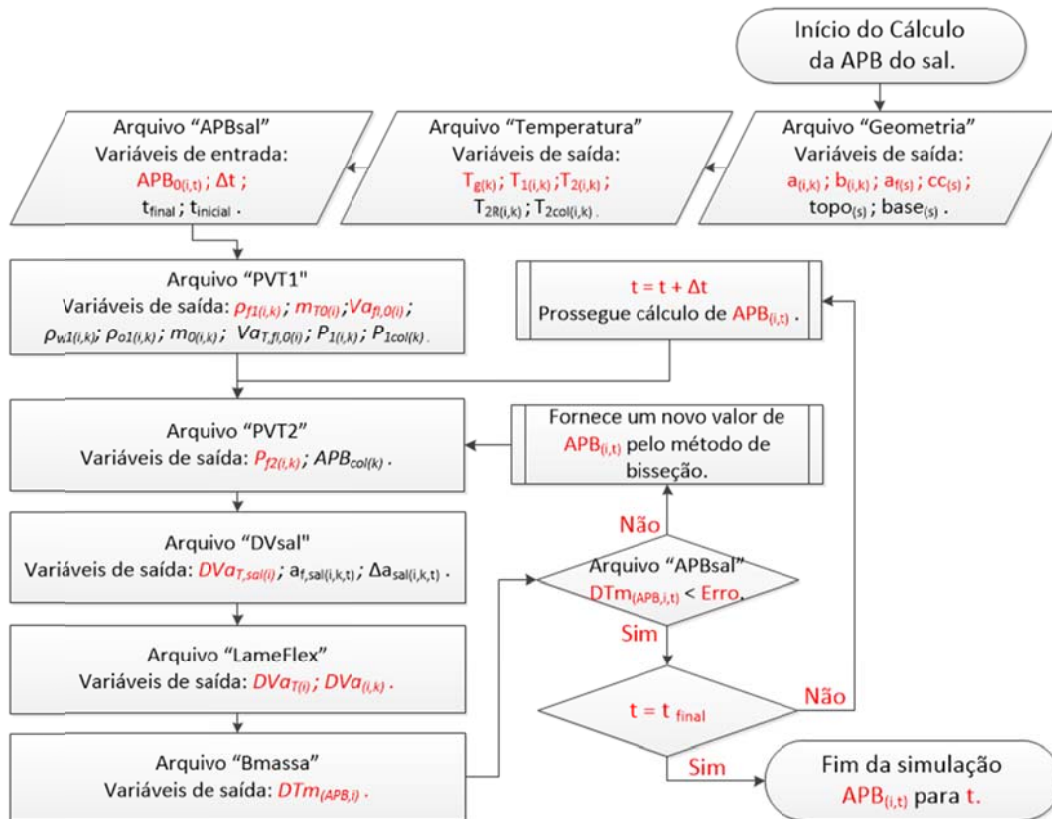 Início do Cálculo
da APB do sal.
Arquivo “Geometria”
Variáveis de saída:
a(i,k) ; b(i,k) ; af(s) ; cc(s) ;
topo(s) ; base(s) .
Arquivo “Temperatura”
Variáveis de saída:
Tg(k) ; T1(i,k) ;T2(i,k) ;
T2R(i,k) ; T2col(i,k) .
Arquivo “APBsal”
Variáveis de entrada:
APB0(i,t) ; Δt ;
tfinal ; tinicial .
Arquivo “PVT1"
Variáveis de saída: ρf1(i,k) ; mT0(i) ;Vafl,0(i) ;
ρw1(i,k) ; ρo1(i,k) ; m0(i,k) ; VaT,fl,0(i) ; P1(i,k) ; P1col(k) .
t = t + Δt
Prossegue cálculo de APB(i,t) .
Arquivo “PVT2”
Variáveis de saída: Pf2(i,k) ; APBcol(k) .
Fornece um novo valor de
APB(i,t) pelo método de
bisseção.
Arquivo “DVsal"
Variáveis de saída: DVaT,sal(i) ; af,sal(i,k,t) ; Δasal(i,k,t) .
Não
Arquivo “APBsal”
DTm(APB,i,t) < Erro.
Sim
Arquivo “LameFlex”
Variáveis de saída: DVaT(i) ; DVa(i,k) .
t = t final
Não
Sim
Arquivo “Bmassa”
Variáveis de saída: DTm(APB,i) .
Fim da simulação
APB(i,t) para t.